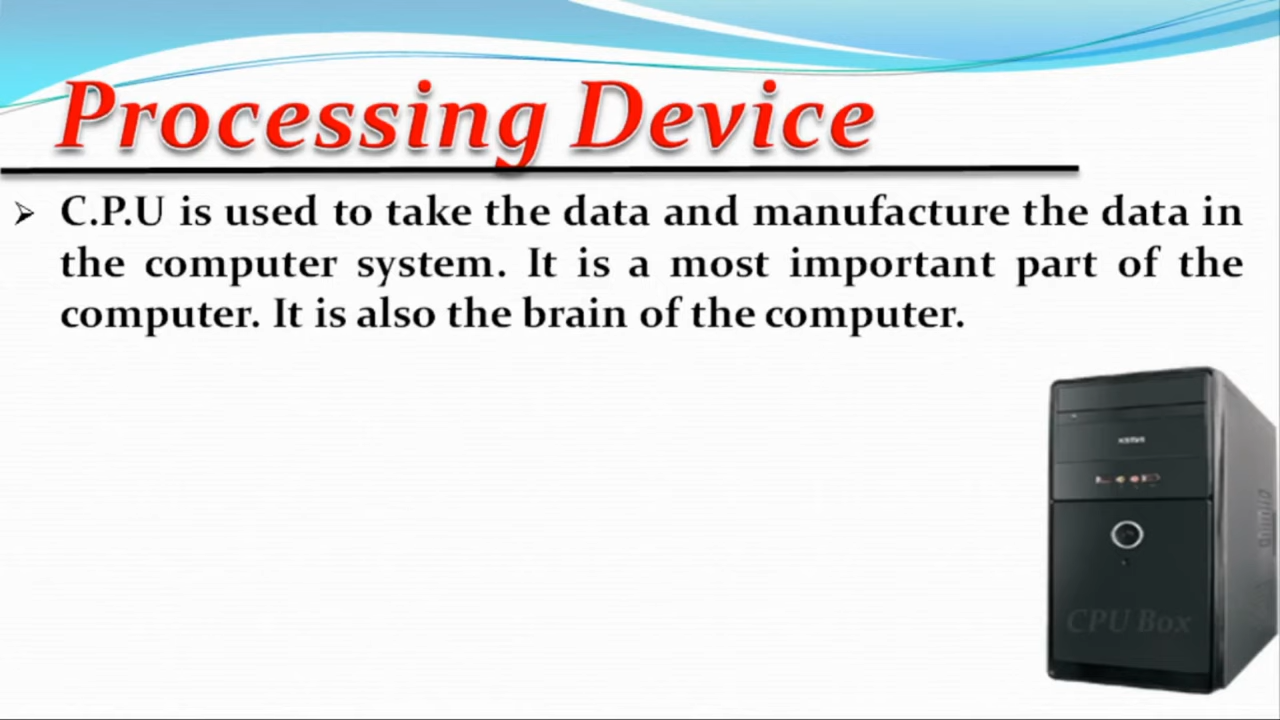 Processing Device
C.P.U is used to take the data and manufacture the data in
the computer system. It is a most important part of the
computer. It is also the brain of the computer.
CPU Box